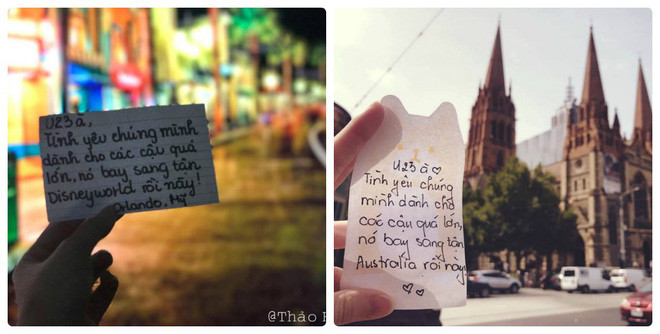 U23 à,
Tình yêu chúng mình
dành cho các cậu quá
lớn, nó bay sang tận
Disneyworld rồi này!
Orlando, Mỹ
@Thảo
U23 à
Tình yêu chúng
mình dành cho
các cậu quá lớn,
nó bay sang tận
Australia rồi này